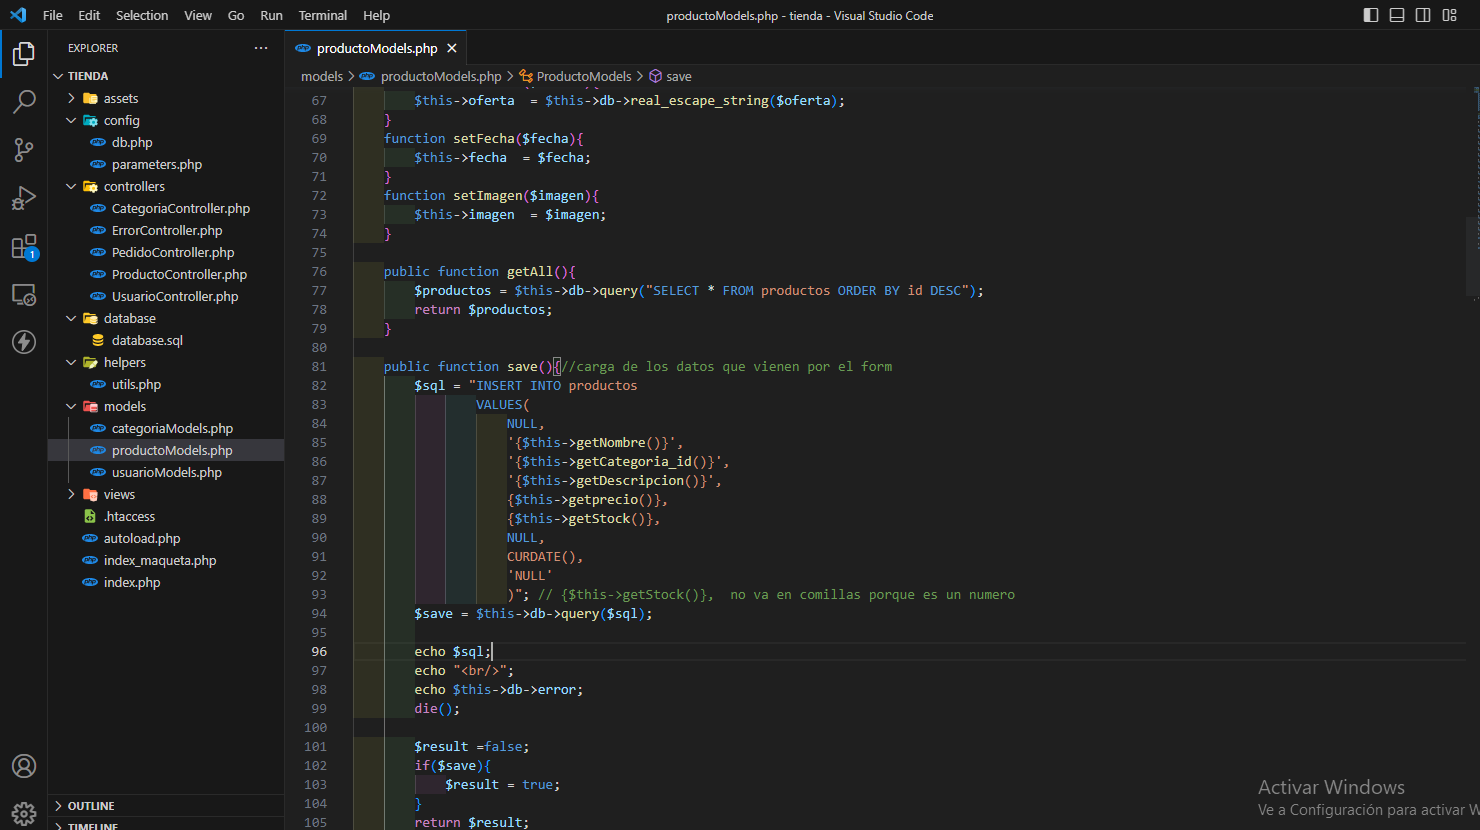 File Edit Selection View Go Run Terminal Help
productoModels.php - tienda - Visual Studio Code
EXPLORER
TIENDA
assets
config
db.php
parameters.php
controllers
CategoriaController.php
ErrorController.php
PedidoController.php
ProductoController.php
UsuarioController.php
database
database.sql
helpers
utils.php
models
categoriaModels.php
productoModels.php
usuarioModels.php
views
.htaccess
autoload.php
index_maqueta.php
index.php
OUTLINE
TIMELINE
1
productoModels.php
models > productoModels.php > ProductoModels > save
67 $this->oferta  = $this->db->real_escape_string($oferta);
68 }
69 function setFecha($fecha){
70 $this->fecha  = $fecha;
71 }
72 function setImagen($imagen){
73 $this->imagen  = $imagen;
74 }
75
76 public function getAll(){
77 $productos = $this->db->query("SELECT * FROM productos ORDER BY id DESC");
78 return $productos;
79 }
80
81 public function save(){//carga de los datos que vienen por el form
82 $sql = "INSERT INTO productos
83 VALUES(
84 NULL,
85 '{$this->getNombre()}',
86 '{$this->getCategoria_id()}',
87 '{$this->getDescripcion()}',
88 {$this->getprecio()},
89 {$this->getStock()},
90 NULL,
91 CURDATE(),
92 'NULL'
93 )"; // {$this->getStock()},  no va en comillas porque es un numero
94 $save = $this->db->query($sql);
95
96 echo $sql;
97 echo "<br/>";
98 echo $this->db->error;
99 die();
100
101 $result =false;
102 if($save){
103 $result = true;
104 }
105 return $result;
Activar Windows
Ve a Configuración para activar W